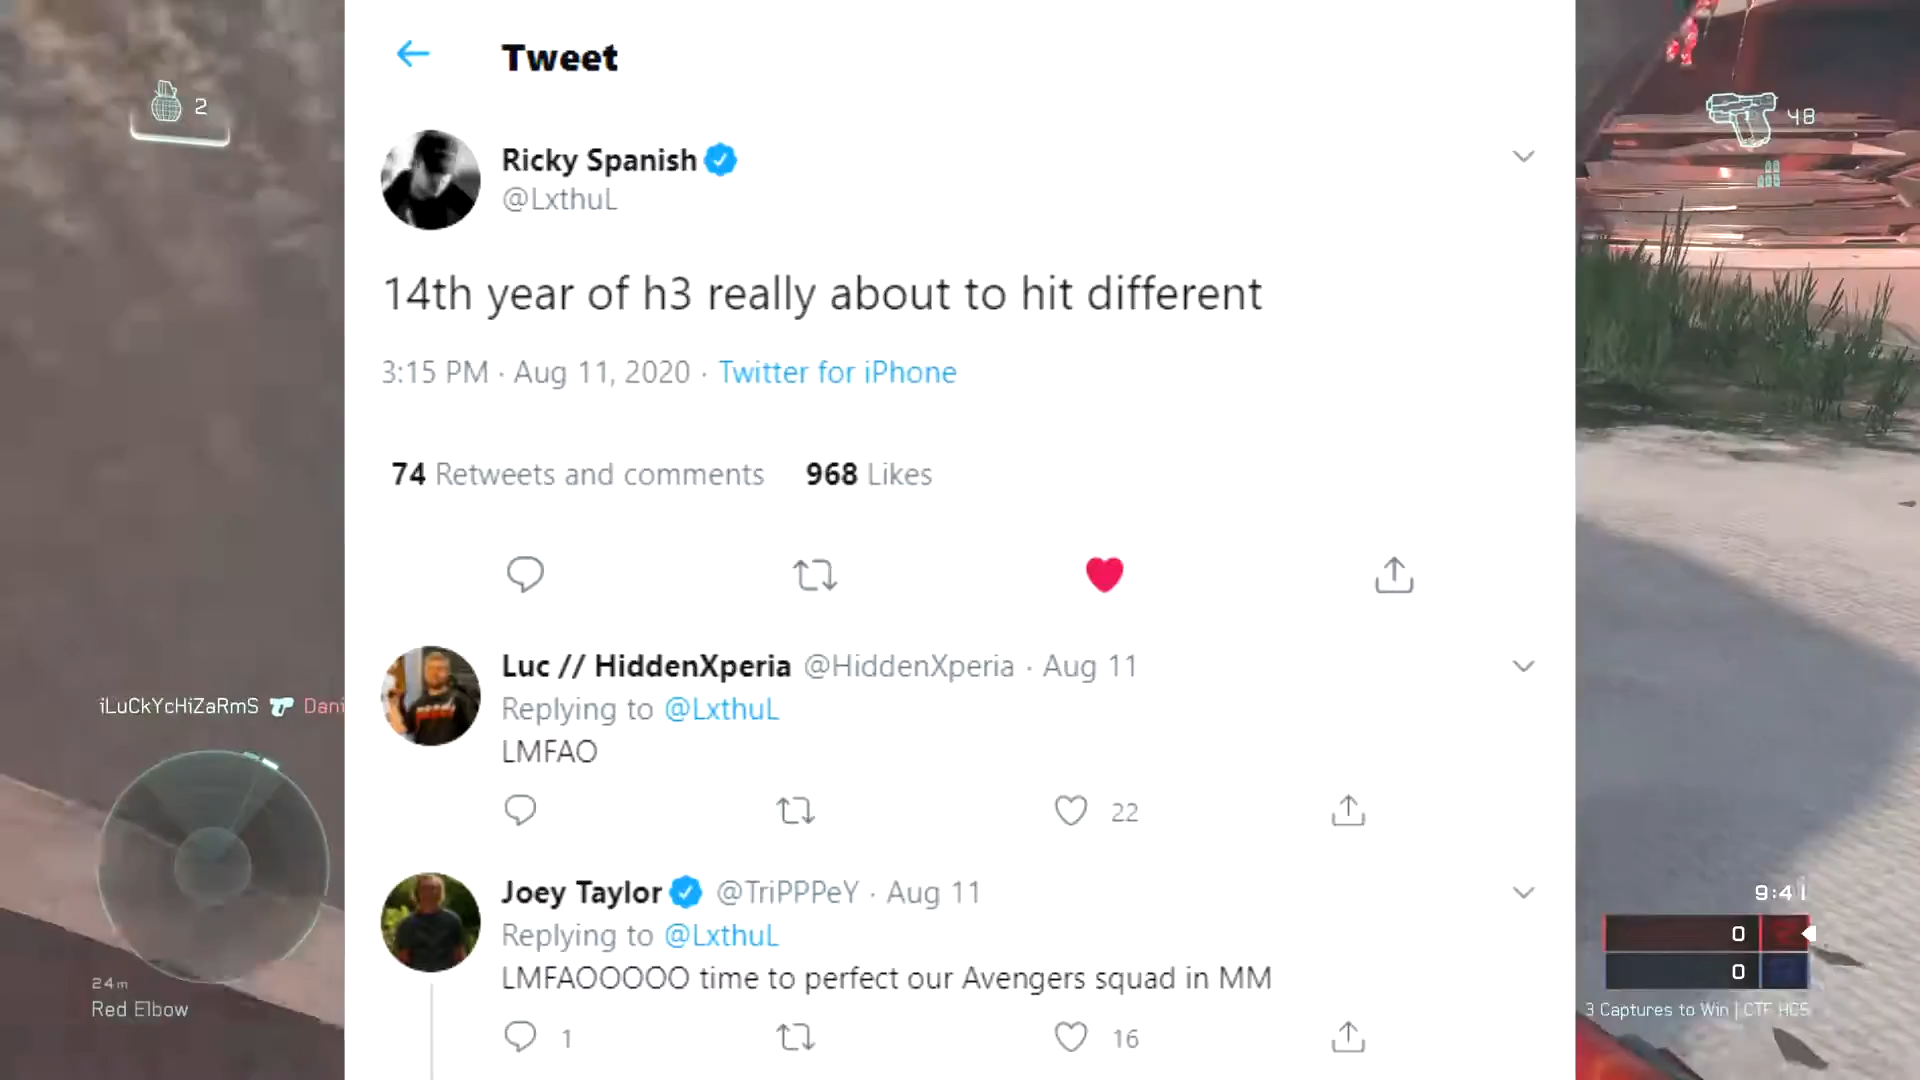 Tweet
2
48
Ricky Spanish
@LxthuL
14th year of h3 really about to hit different
3:15 PM · Aug 11, 2020 · Twitter for iPhone
74 Retweets and comments 968 Likes
Luc // HiddenXperia @HiddenXperia · Aug 11
Replying to @LxthuL
LMFAO
22
iLuCkYcHiZaRmS Dani
Joey Taylor @TriPPPeY · Aug 11
Replying to @LxthuL
LMFAOOOOO time to perfect our Avengers squad in MM
1 16
24m
Red Elbow
9:41
0
0
3 Captures to Win | CTF HCS